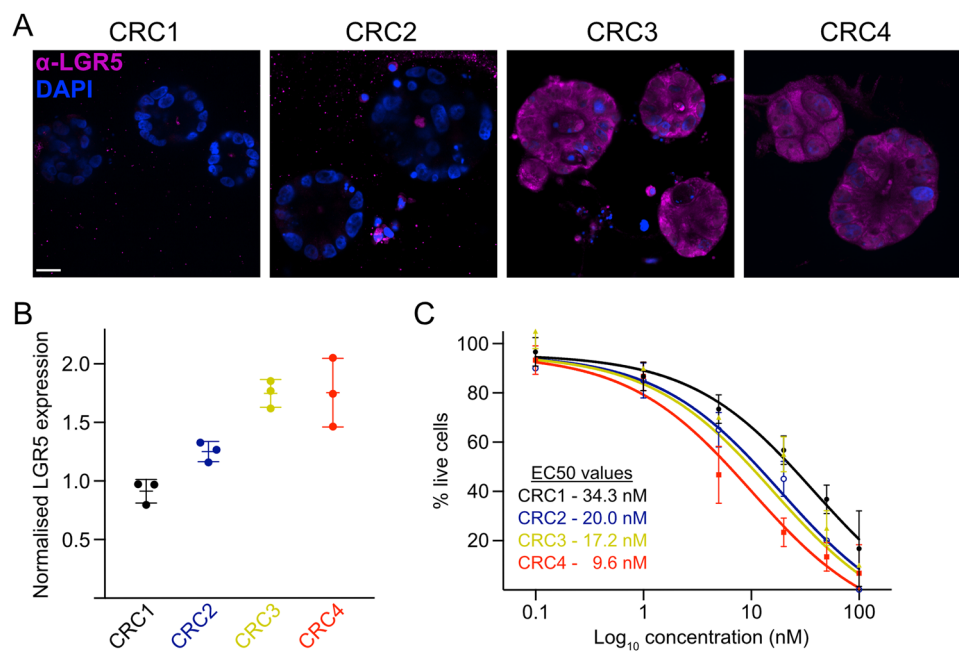 A
CRC1
CRC2
CRC3
CRC4
α-LGR5
DAPI
B
Normalised LGR5 expression
2.0
1.5
1.0
0.5
CRC1
CRC2
CRC3
CRC4
C
% live cells
100
80
60
40
20
EC50 values
CRC1 - 34.3 nM
CRC2 - 20.0 nM
CRC3 - 17.2 nM
CRC4 - 9.6 nM
0.1
1
10
100
Log₁₀ concentration (nM)